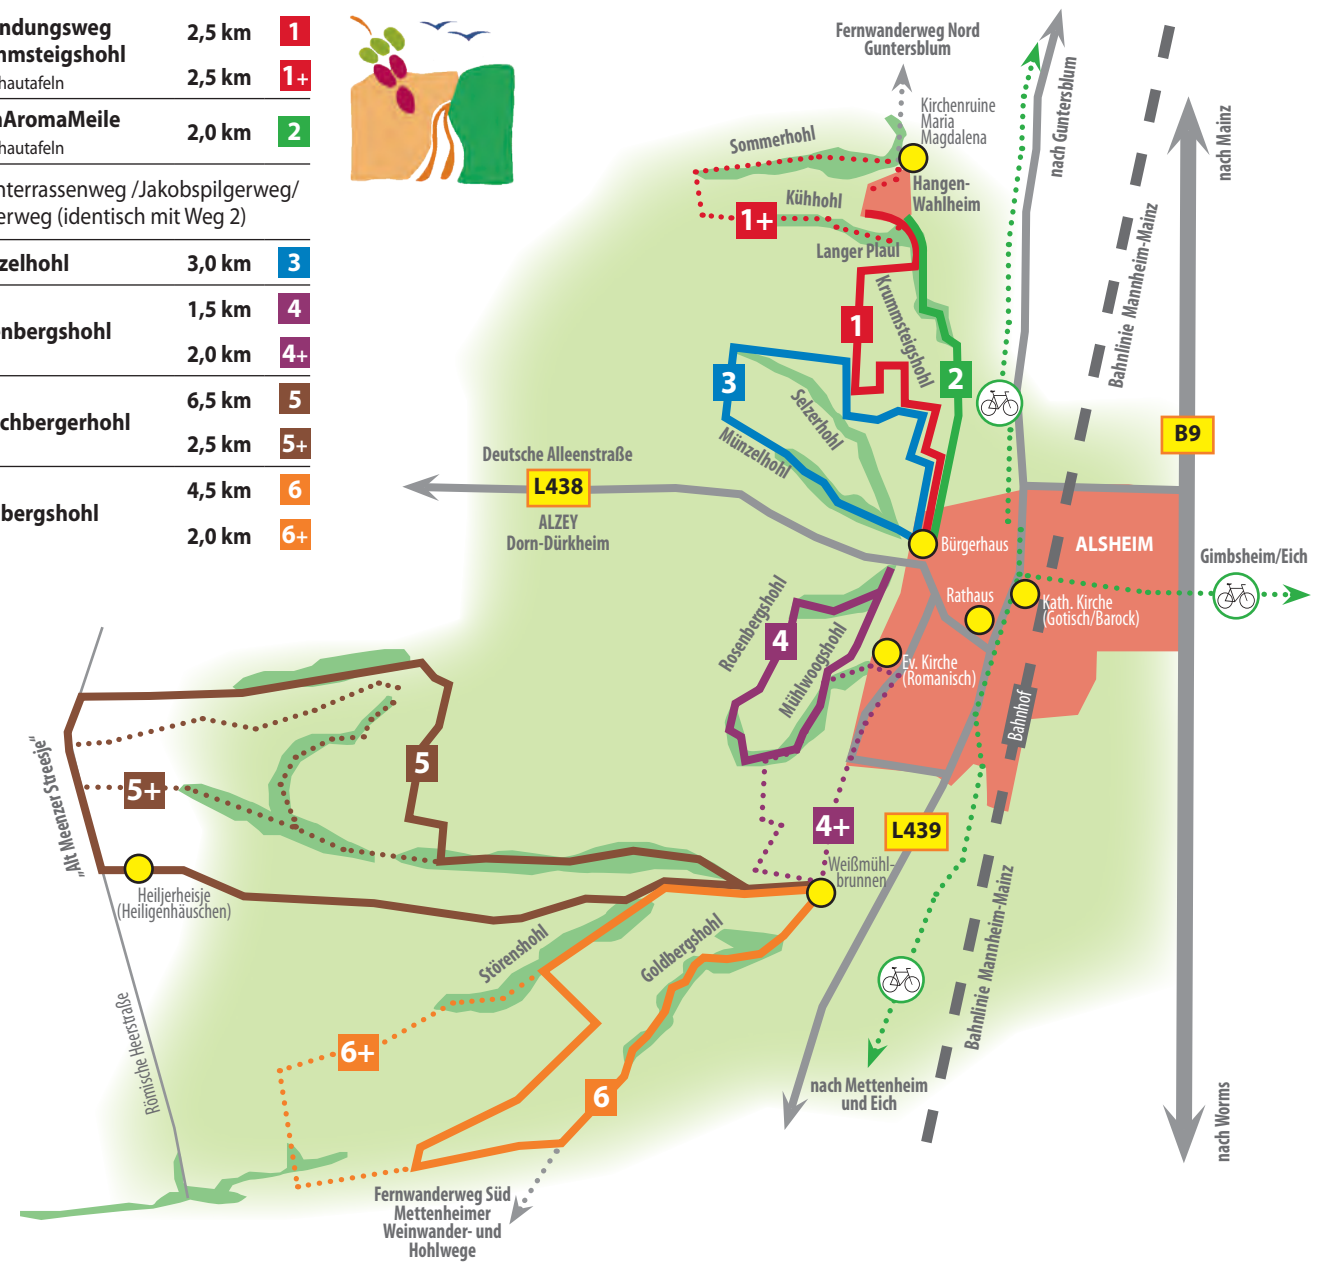 ndungsweg
mmsteigshohl
2,5 km
1
hautafeln
2,5 km
1+
nAromaMeile
hautafeln
2,0 km
2
nterrassenweg /Jakobspilgerweg/
erweg (identisch mit Weg 2)
zelhohl
3,0 km
3
nbergshohl
1,5 km
4
2,0 km
4+
chbergerhohl
6,5 km
5
2,5 km
5+
bergshohl
4,5 km
6
2,0 km
6+
Fernwanderweg Nord
Guntersblum
Kirchenruine
Maria
Magdalena
Sommerhohl
Hangen-
Wahlheim
Kühhohl
1+
Langer Plaul
Krummsteigshohl
1
2
3
Selzerhohl
Münzelhohl
nach Guntersblum
nach Mainz
Bahnlinie Mannheim-Mainz
B9
Deutsche Alleenstraße
L438
ALZEY
Dorn-Dürkheim
Bürgerhaus
ALSHEIM
Gimbsheim/Eich
Rathaus
Kath. Kirche
(Gotisch/Barock)
Ev. Kirche
(Romanisch)
Rosenbergshohl
4
Mühlwoogshohl
Bahnhof
4+
L439
Weißmühl-
brunnen
„Alt Meenzer Streesje“
5
5+
Heiljerheisje
(Heiligenhäuschen)
Römische Heerstraße
Störenshohl
Goldbergshohl
6+
6
Bahnlinie Mannheim-Mainz
nach Mettenheim
und Eich
nach Worms
Fernwanderweg Süd
Mettenheimer
Weinwander- und
Hohlwege